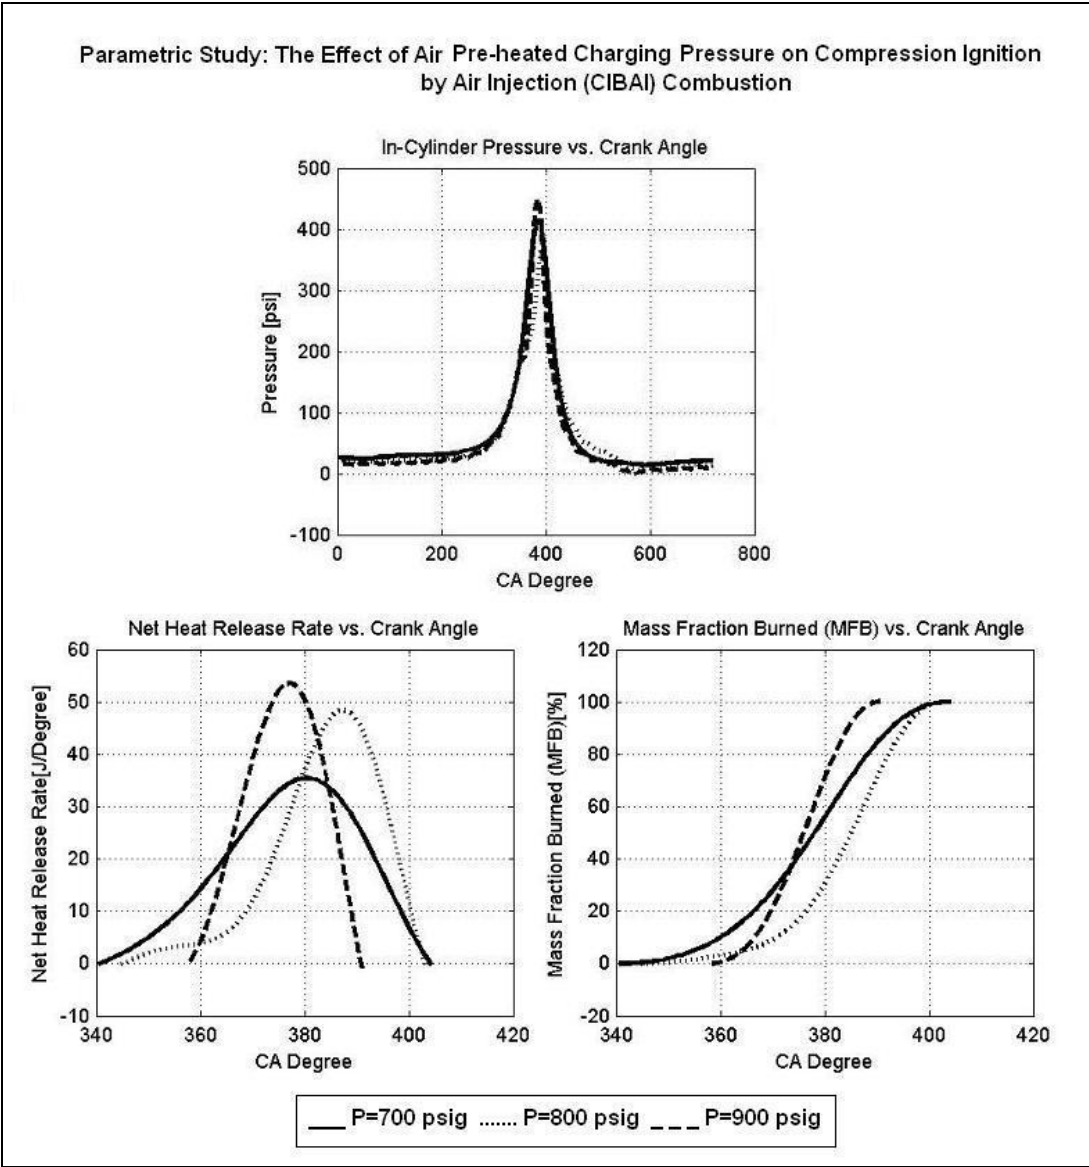 Parametric Study: The Effect of Air Pre-heated Charging Pressure on Compression Ignition
by Air Injection (CIBAI) Combustion
In-Cylinder Pressure vs. Crank Angle
500
400
300
200
100
0
-100
Pressure [psi]
0 200 400 600 800
CA Degree
Net Heat Release Rate vs. Crank Angle
60
50
40
30
20
10
0
-10
Net Heat Release Rate[J/Degree]
340 360 380 400 420
CA Degree
Mass Fraction Burned (MFB) vs. Crank Angle
120
100
80
60
40
20
0
-20
Mass Fraction Burned (MFB)[%]
340 360 380 400 420
CA Degree
P=700 psig ....... P=800 psig _ _ _ P=900 psig